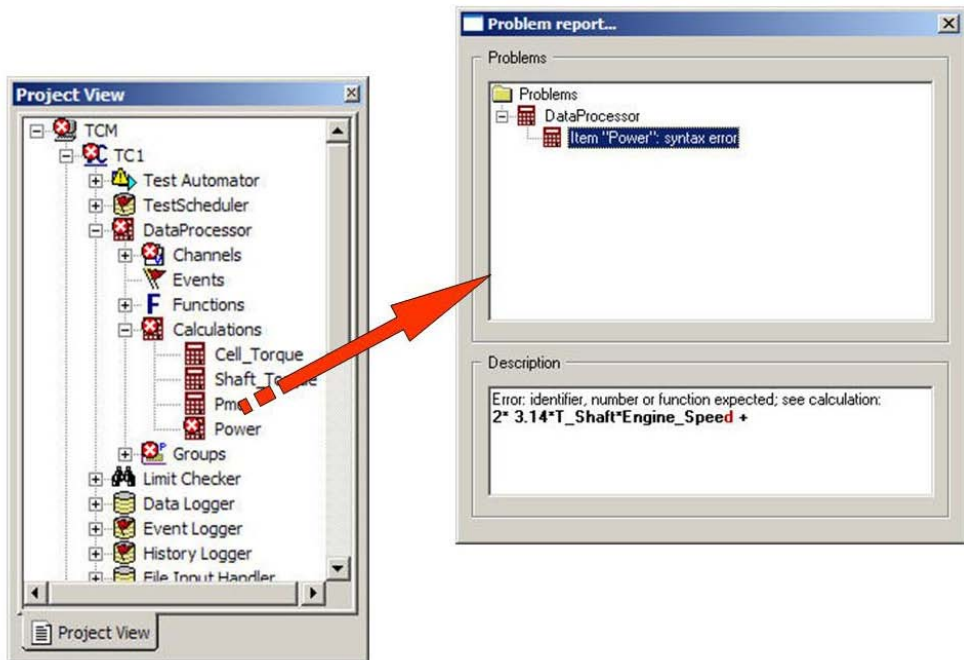 Project View
TCM
TC1
Test Automator
TestScheduler
DataProcessor
Channels
Events
Functions
Calculations
Cell_Torque
Shaft_Torque
Power
Groups
Limit Checker
Data Logger
Event Logger
History Logger
File Input Handler
Project View
Problem report...
Problems
Problems
DataProcessor
Item "Power": syntax error
Description
Error: identifier, number or function expected; see calculation:
2* 3.14*T_Shaft*Engine_Speed +